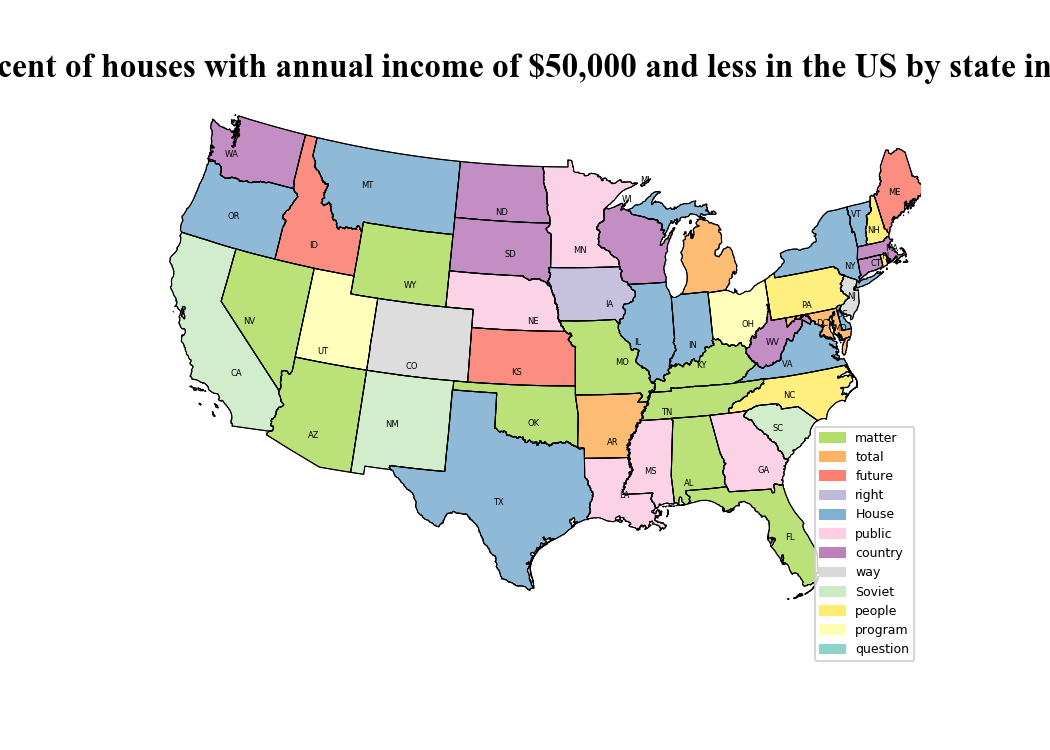 cent of houses with annual income of $50,000 and less in the US by state in
WA
MT
ND
MN
MI
WI
ME
VT
NH
OR
ID
SD
WY
NY
MA
CT
NV
UT
CO
NE
IA
IL
IN
OH
PA
NJ
DE
DC
MD
CA
AZ
NM
KS
MO
KY
WV
VA
OK
AR
TN
NC
SC
TX
LA
MS
AL
GA
FL
matter
total
future
right
House
public
country
way
Soviet
people
program
question